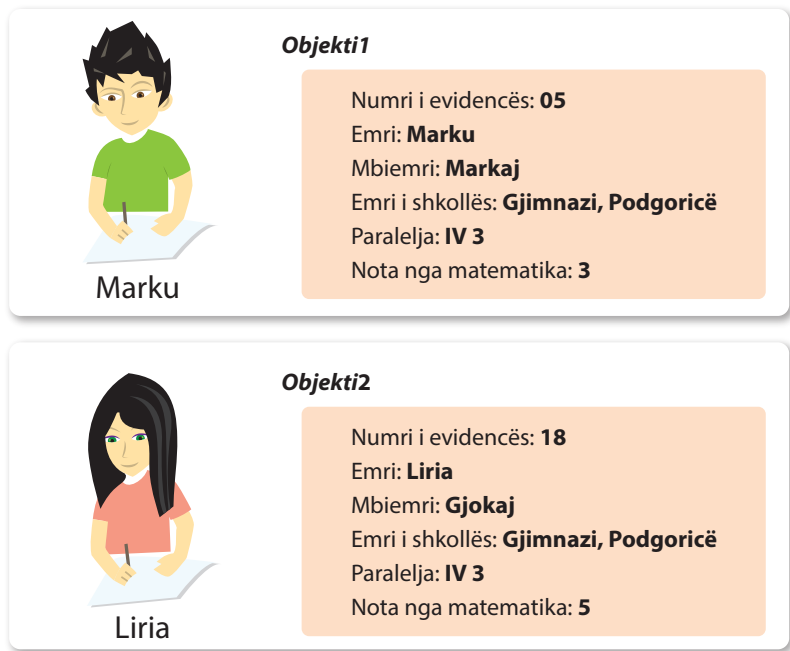 Objekti1
Numri i evidencës: 05
Emri: Marku
Mbiemri: Markaj
Emri i shkollës: Gjimnazi, Podgoricë
Paralelja: IV 3
Nota nga matematika: 3
Marku
Objekti2
Numri i evidencës: 18
Emri: Liria
Mbiemri: Gjokaj
Emri i shkollës: Gjimnazi, Podgoricë
Paralelja: IV 3
Nota nga matematika: 5
Liria